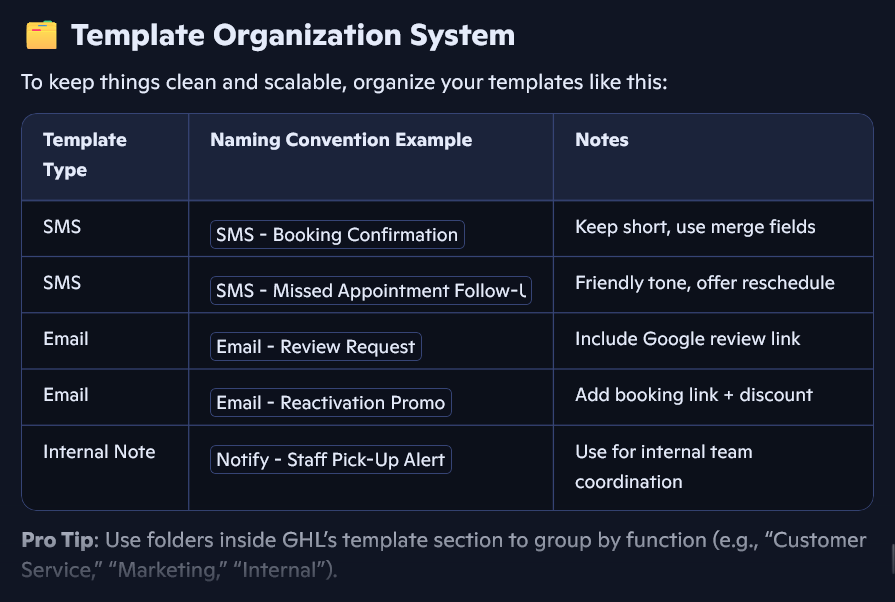 Template Organization System
To keep things clean and scalable, organize your templates like this:
Template Type
Naming Convention Example
Notes
SMS
SMS - Booking Confirmation
Keep short, use merge fields
SMS
SMS - Missed Appointment Follow-U
Friendly tone, offer reschedule
Email
Email - Review Request
Include Google review link
Email
Email - Reactivation Promo
Add booking link + discount
Internal Note
Notify - Staff Pick-Up Alert
Use for internal team
coordination
Pro Tip: Use folders inside GHL’s template section to group by function (e.g., “Customer
Service,” “Marketing,” “Internal”).